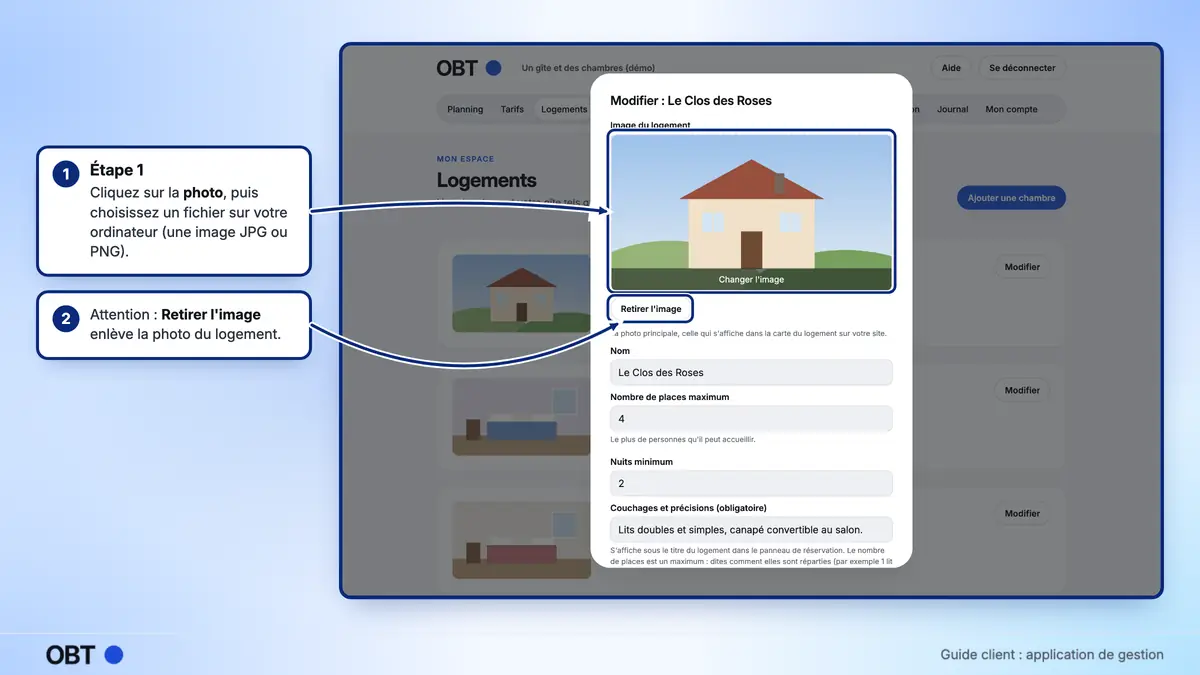 OBT
Un gîte et des chambres (démo)
Aide
Se déconnecter
Planning
Tarifs
Logements
Journal
Mon compte
MON ESPACE
Logements
Ajouter une chambre
Modifier
Modifier
Modifier
1
Étape 1
Cliquez sur la photo, puis
choisissez un fichier sur votre
ordinateur (une image JPG ou
PNG).
2
Attention : Retirer l'image
enlève la photo du logement.
Modifier : Le Clos des Roses
Image du logement
Changer l'image
Retirer l'image
photo principale, celle qui s'affiche dans la carte du logement sur votre site.
Nom
Le Clos des Roses
Nombre de places maximum
4
Le plus de personnes qu'il peut accueillir.
Nuits minimum
2
Couchages et précisions (obligatoire)
Lits doubles et simples, canapé convertible au salon.
S'affiche sous le titre du logement dans le panneau de réservation. Le nombre
de places est un maximum : dites comment elles sont réparties (par exemple 1 lit
OBT
Guide client : application de gestion